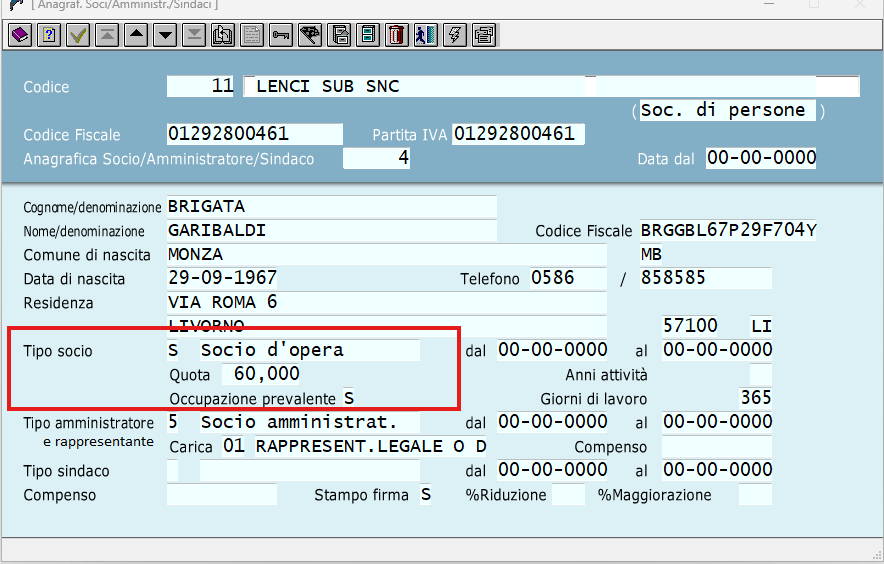 [ Anagraf. Soci/Amministr./Sindaci ]
Codice 11 LENCI SUB SNC
(Soc. di persone )
Codice Fiscale 01292800461 Partita IVA 01292800461
Anagrafica Socio/Amministratore/Sindaco 4 Data dal 00-00-0000
Cognome/denominazione BRIGATA
Nome/denominazione GARIBALDI Codice Fiscale BRGGBL67P29F704Y
Comune di nascita MONZA MB
Data di nascita 29-09-1967 Telefono 0586 / 858585
Residenza VIA ROMA 6
LIVORNO 57100 LI
Tipo socio S Socio d'opera dal 00-00-0000 al 00-00-0000
Quota 60,000 Anni attività
Occupazione prevalente S Giorni di lavoro 365
Tipo amministratore 5 Socio amministrat. dal 00-00-0000 al 00-00-0000
e rappresentante
Carica 01 RAPPRESENT.LEGALE O D Compenso
Tipo sindaco dal 00-00-0000 al 00-00-0000
Compenso Stampo firma S %Riduzione %Maggiorazione